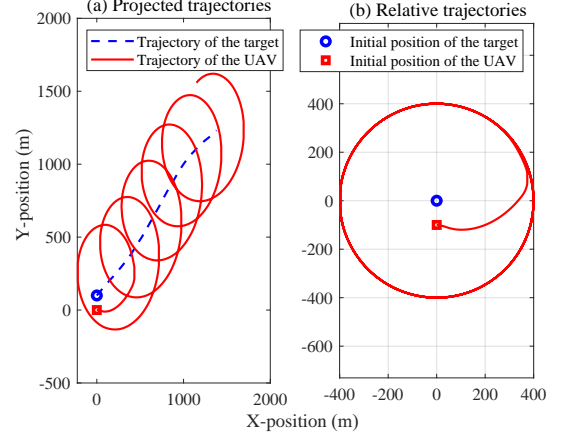 (a) Projected trajectories
(b) Relative trajectories
Trajectory of the target
Trajectory of the UAV
Initial position of the target
Initial position of the UAV
Y-position (m)
2000
1500
1000
500
0
-500
0
1000
2000
600
400
200
0
-200
-400
-600
-400
-200
0
200
400
X-position (m)